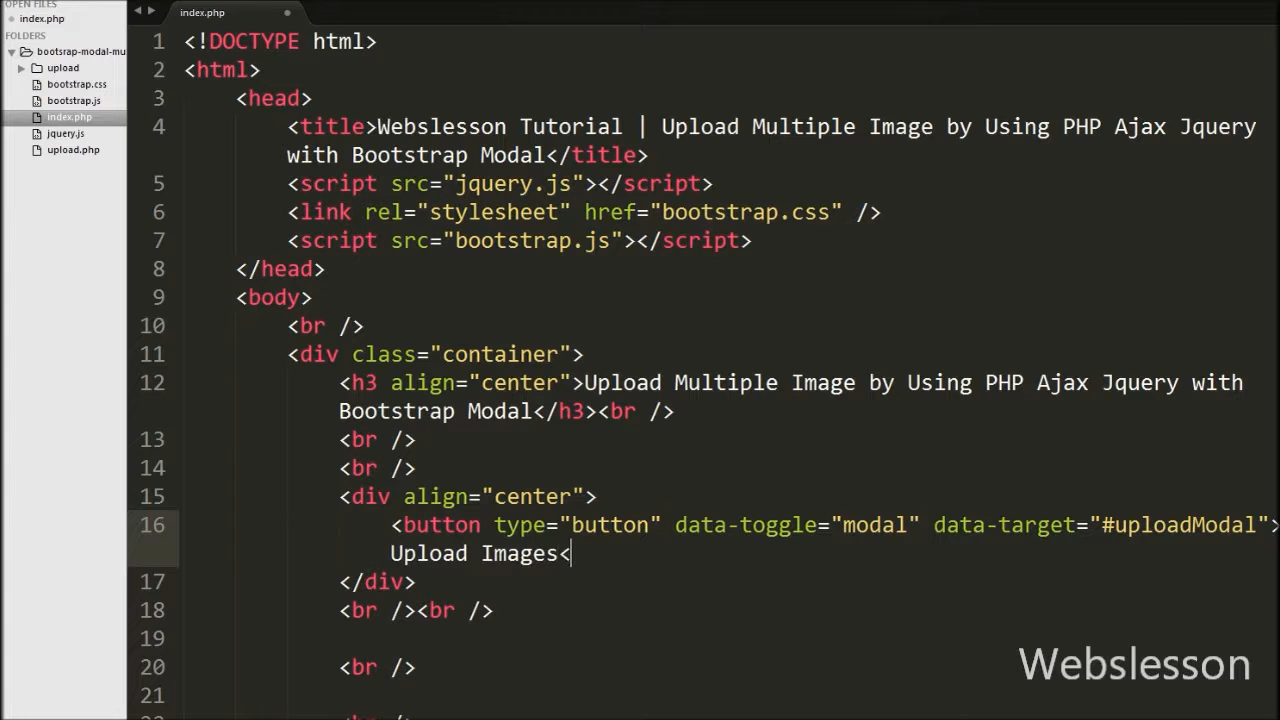 OPEN FILES
index.php
FOLDERS
bootsrap-modal-mu
upload
bootstrap.css
bootstrap.js
index.php
jquery.js
upload.php
index.php
1 <!DOCTYPE html>
2 <html>
3 <head>
4 <title>Webslesson Tutorial | Upload Multiple Image by Using PHP Ajax Jquery
with Bootstrap Modal</title>
5 <script src="jquery.js"></script>
6 <link rel="stylesheet" href="bootstrap.css" />
7 <script src="bootstrap.js"></script>
8 </head>
9 <body>
10 <br />
11 <div class="container">
12 <h3 align="center">Upload Multiple Image by Using PHP Ajax Jquery with
Bootstrap Modal</h3><br />
13 <br />
14 <br />
15 <div align="center">
16 <button type="button" data-toggle="modal" data-target="#uploadModal">
Upload Images<
17 </div>
18 <br /><br />
19
20 <br />
21
Webslesson